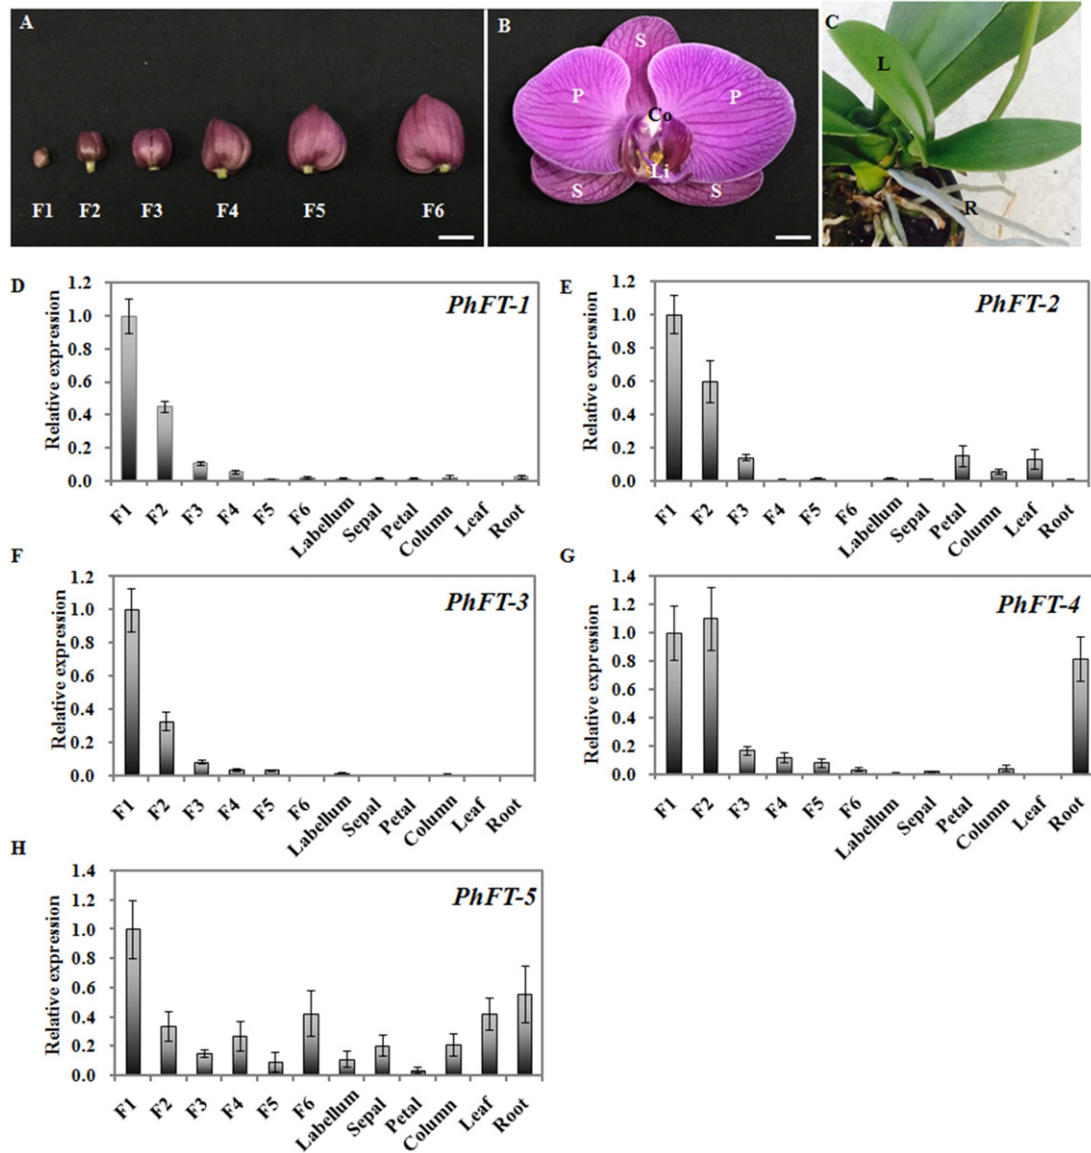 A
F1 F2 F3 F4 F5 F6
B
S
P P
Co
Li
S S
C
L
R
D
PhFT-1
Relative expression
1.2
1.0
0.8
0.6
0.4
0.2
0.0
F1 F2 F3 F4 F5 F6 Labellum Sepal Petal Column Leaf Root
E
PhFT-2
Relative expression
1.2
1.0
0.8
0.6
0.4
0.2
0.0
F1 F2 F3 F4 F5 F6 Labellum Sepal Petal Column Leaf Root
F
PhFT-3
Relative expression
1.2
1.0
0.8
0.6
0.4
0.2
0.0
F1 F2 F3 F4 F5 F6 Labellum Sepal Petal Column Leaf Root
G
PhFT-4
Relative expression
1.4
1.2
1.0
0.8
0.6
0.4
0.2
0.0
F1 F2 F3 F4 F5 F6 Labellum Sepal Petal Column Leaf Root
H
PhFT-5
Relative expression
1.4
1.2
1.0
0.8
0.6
0.4
0.2
0.0
F1 F2 F3 F4 F5 F6 Labellum Sepal Petal Column Leaf Root